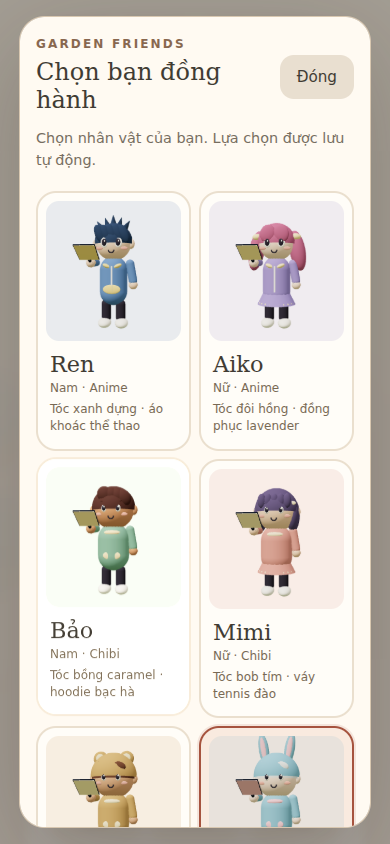 GARDEN FRIENDS
Chọn bạn đồng
hành
Đóng
Chọn nhân vật của bạn. Lựa chọn được lưu
tự động.
Ren
Nam · Anime
Tóc xanh dựng · áo
khoác thể thao
Aiko
Nữ · Anime
Tóc đôi hồng · đồng
phục lavender
Bảo
Nam · Chibi
Tóc bồng caramel ·
hoodie bạc hà
Mimi
Nữ · Chibi
Tóc bob tím · váy
tennis đào